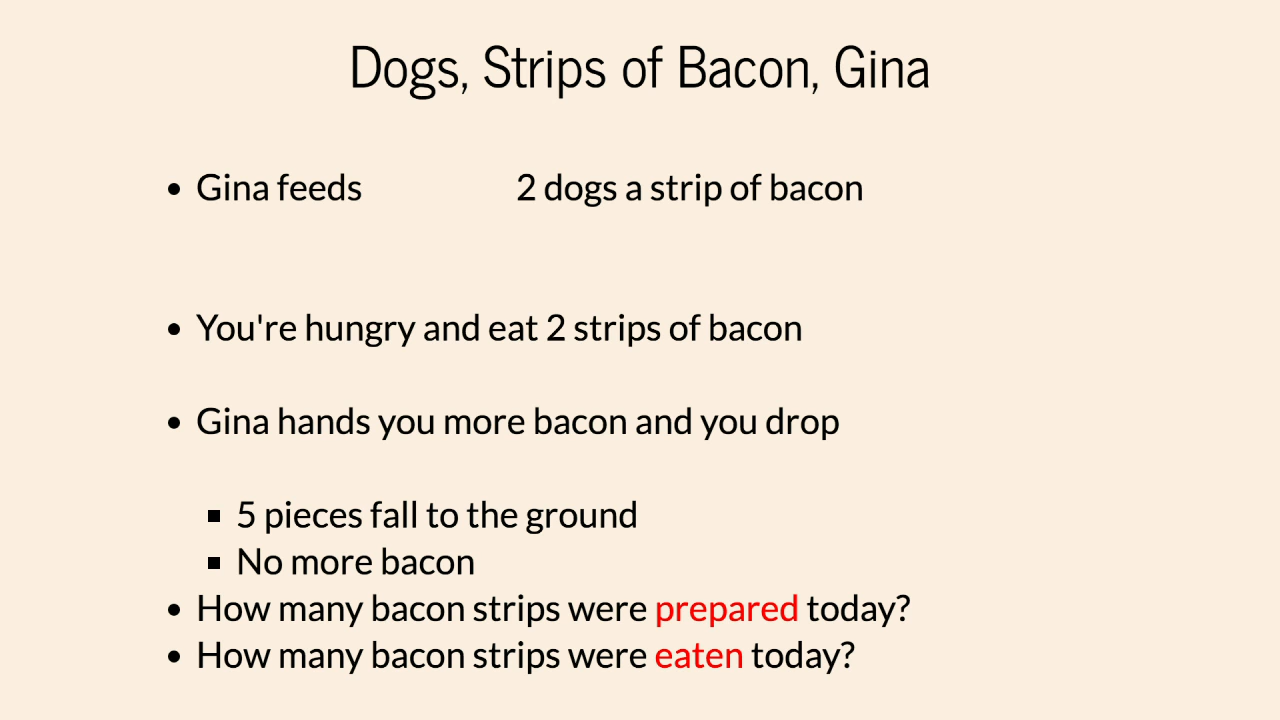 Dogs, Strips of Bacon, Gina
Gina feeds 2 dogs a strip of bacon
You're hungry and eat 2 strips of bacon
Gina hands you more bacon and you drop
5 pieces fall to the ground
No more bacon
How many bacon strips were prepared today?
How many bacon strips were eaten today?